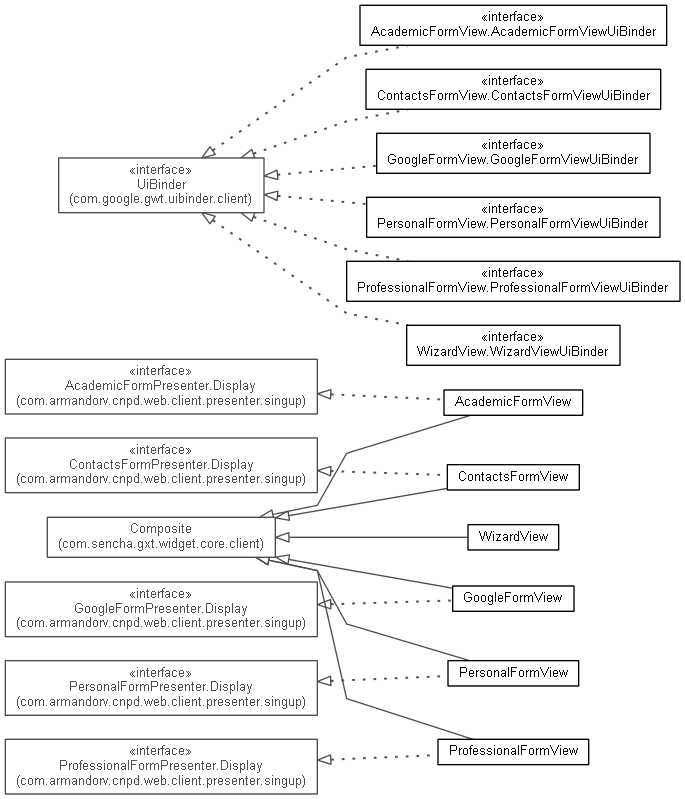 «interface»
AcademicFormView.AcademicFormViewUiBinder
«interface»
ContactsFormView.ContactsFormViewUiBinder
«interface»
GoogleFormView.GoogleFormViewUiBinder
«interface»
UiBinder
(com.google.gwt.uibinder.client)
«interface»
PersonalFormView.PersonalFormViewUiBinder
«interface»
ProfessionalFormView.ProfessionalFormViewUiBinder
«interface»
WizardView.WizardViewUiBinder
«interface»
AcademicFormPresenter.Display
(com.armandorv.cnpd.web.client.presenter.singup)
AcademicFormView
«interface»
ContactsFormPresenter.Display
(com.armandorv.cnpd.web.client.presenter.singup)
ContactsFormView
Composite
(com.sencha.gxt.widget.core.client)
WizardView
«interface»
GoogleFormPresenter.Display
(com.armandorv.cnpd.web.client.presenter.singup)
GoogleFormView
«interface»
PersonalFormPresenter.Display
(com.armandorv.cnpd.web.client.presenter.singup)
PersonalFormView
«interface»
ProfessionalFormPresenter.Display
(com.armandorv.cnpd.web.client.presenter.singup)
ProfessionalFormView